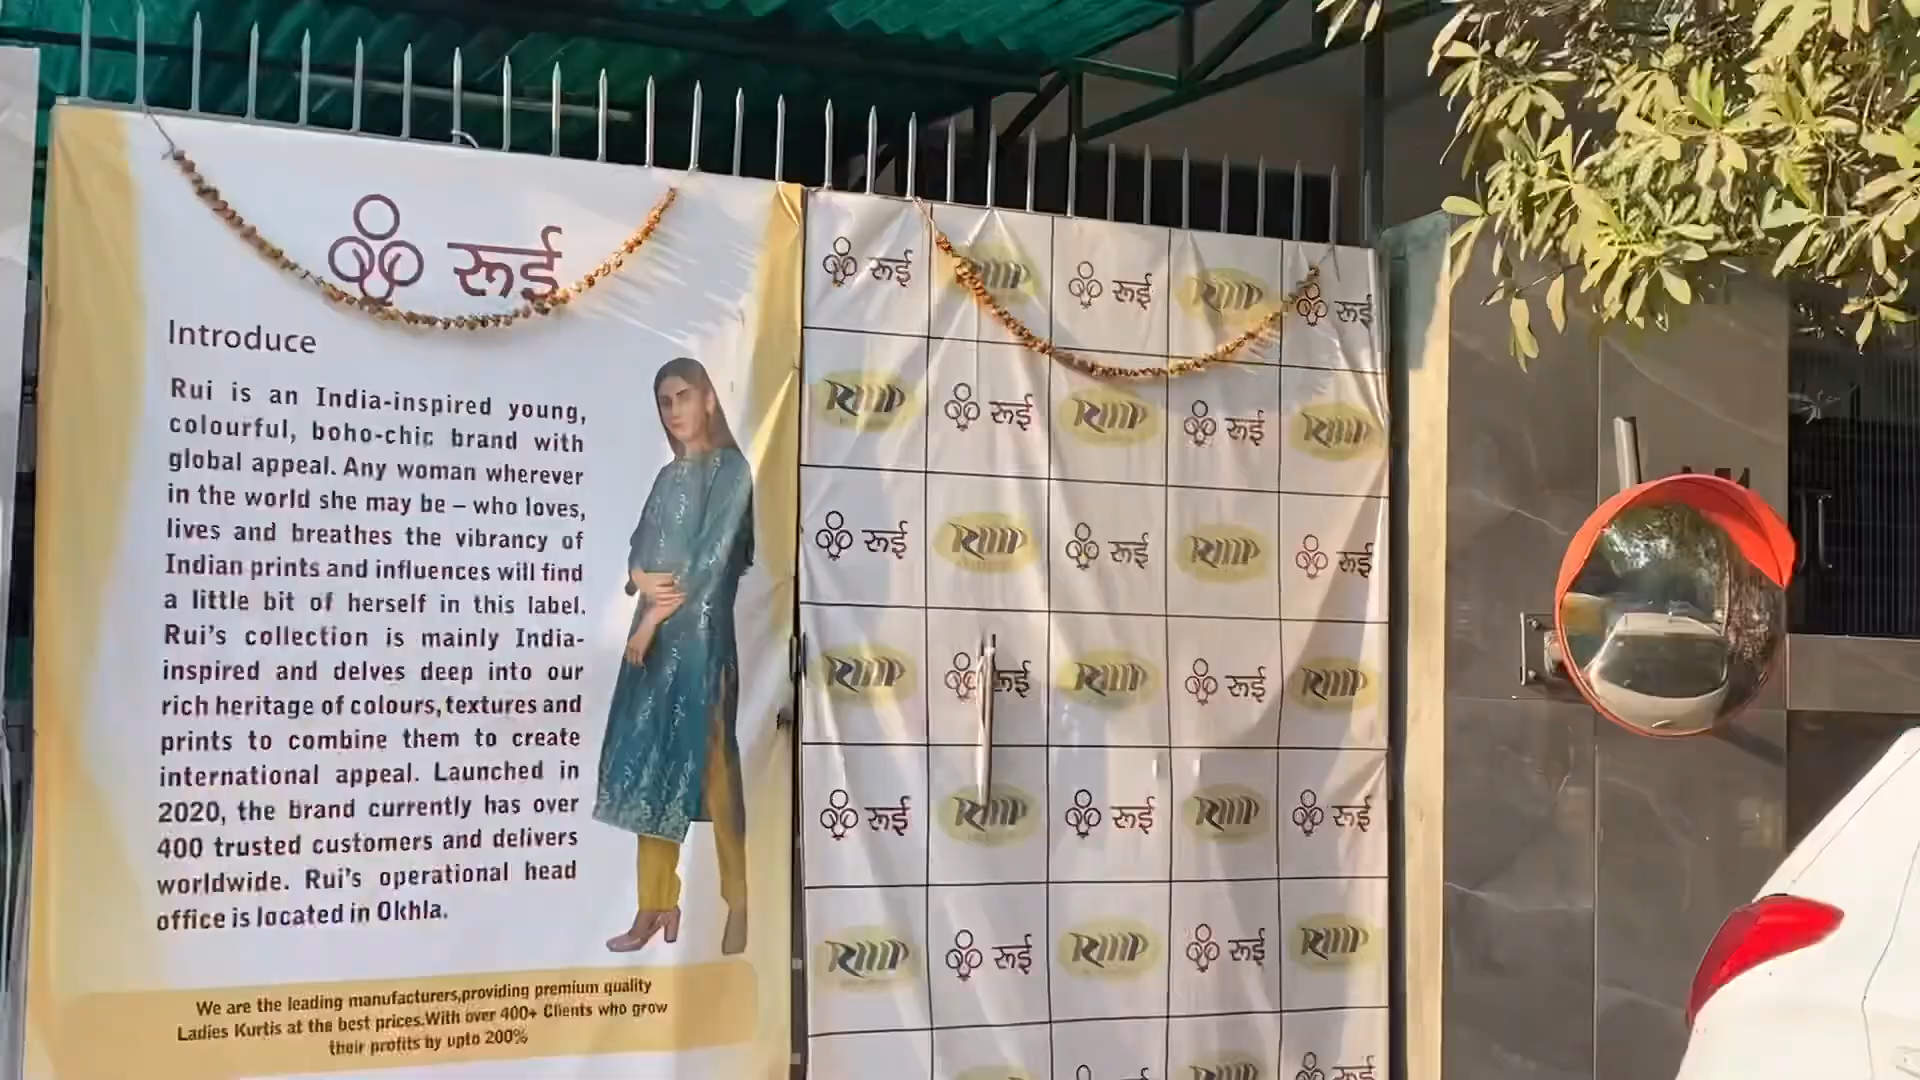 रूई
Introduce
Rui is an India-inspired young,
colourful, boho-chic brand with
global appeal. Any woman wherever
in the world she may be – who loves,
lives and breathes the vibrancy of
Indian prints and influences will find
a little bit of herself in this label.
Rui's collection is mainly India-
inspired and delves deep into our
rich heritage of colours, textures and
prints to combine them to create
international appeal. Launched in
2020, the brand currently has over
400 trusted customers and delivers
worldwide. Rui's operational head
office is located in Okhla.
We are the leading manufacturers,providing premium quality
Ladies Kurtis at the best prices.With over 400+ Clients who grow
their profits by upto 200%
रूई रूई रूई
रूई रूई
रूई रूई रूई
रूई रूई
रूई रूई रूई
रूई रूई